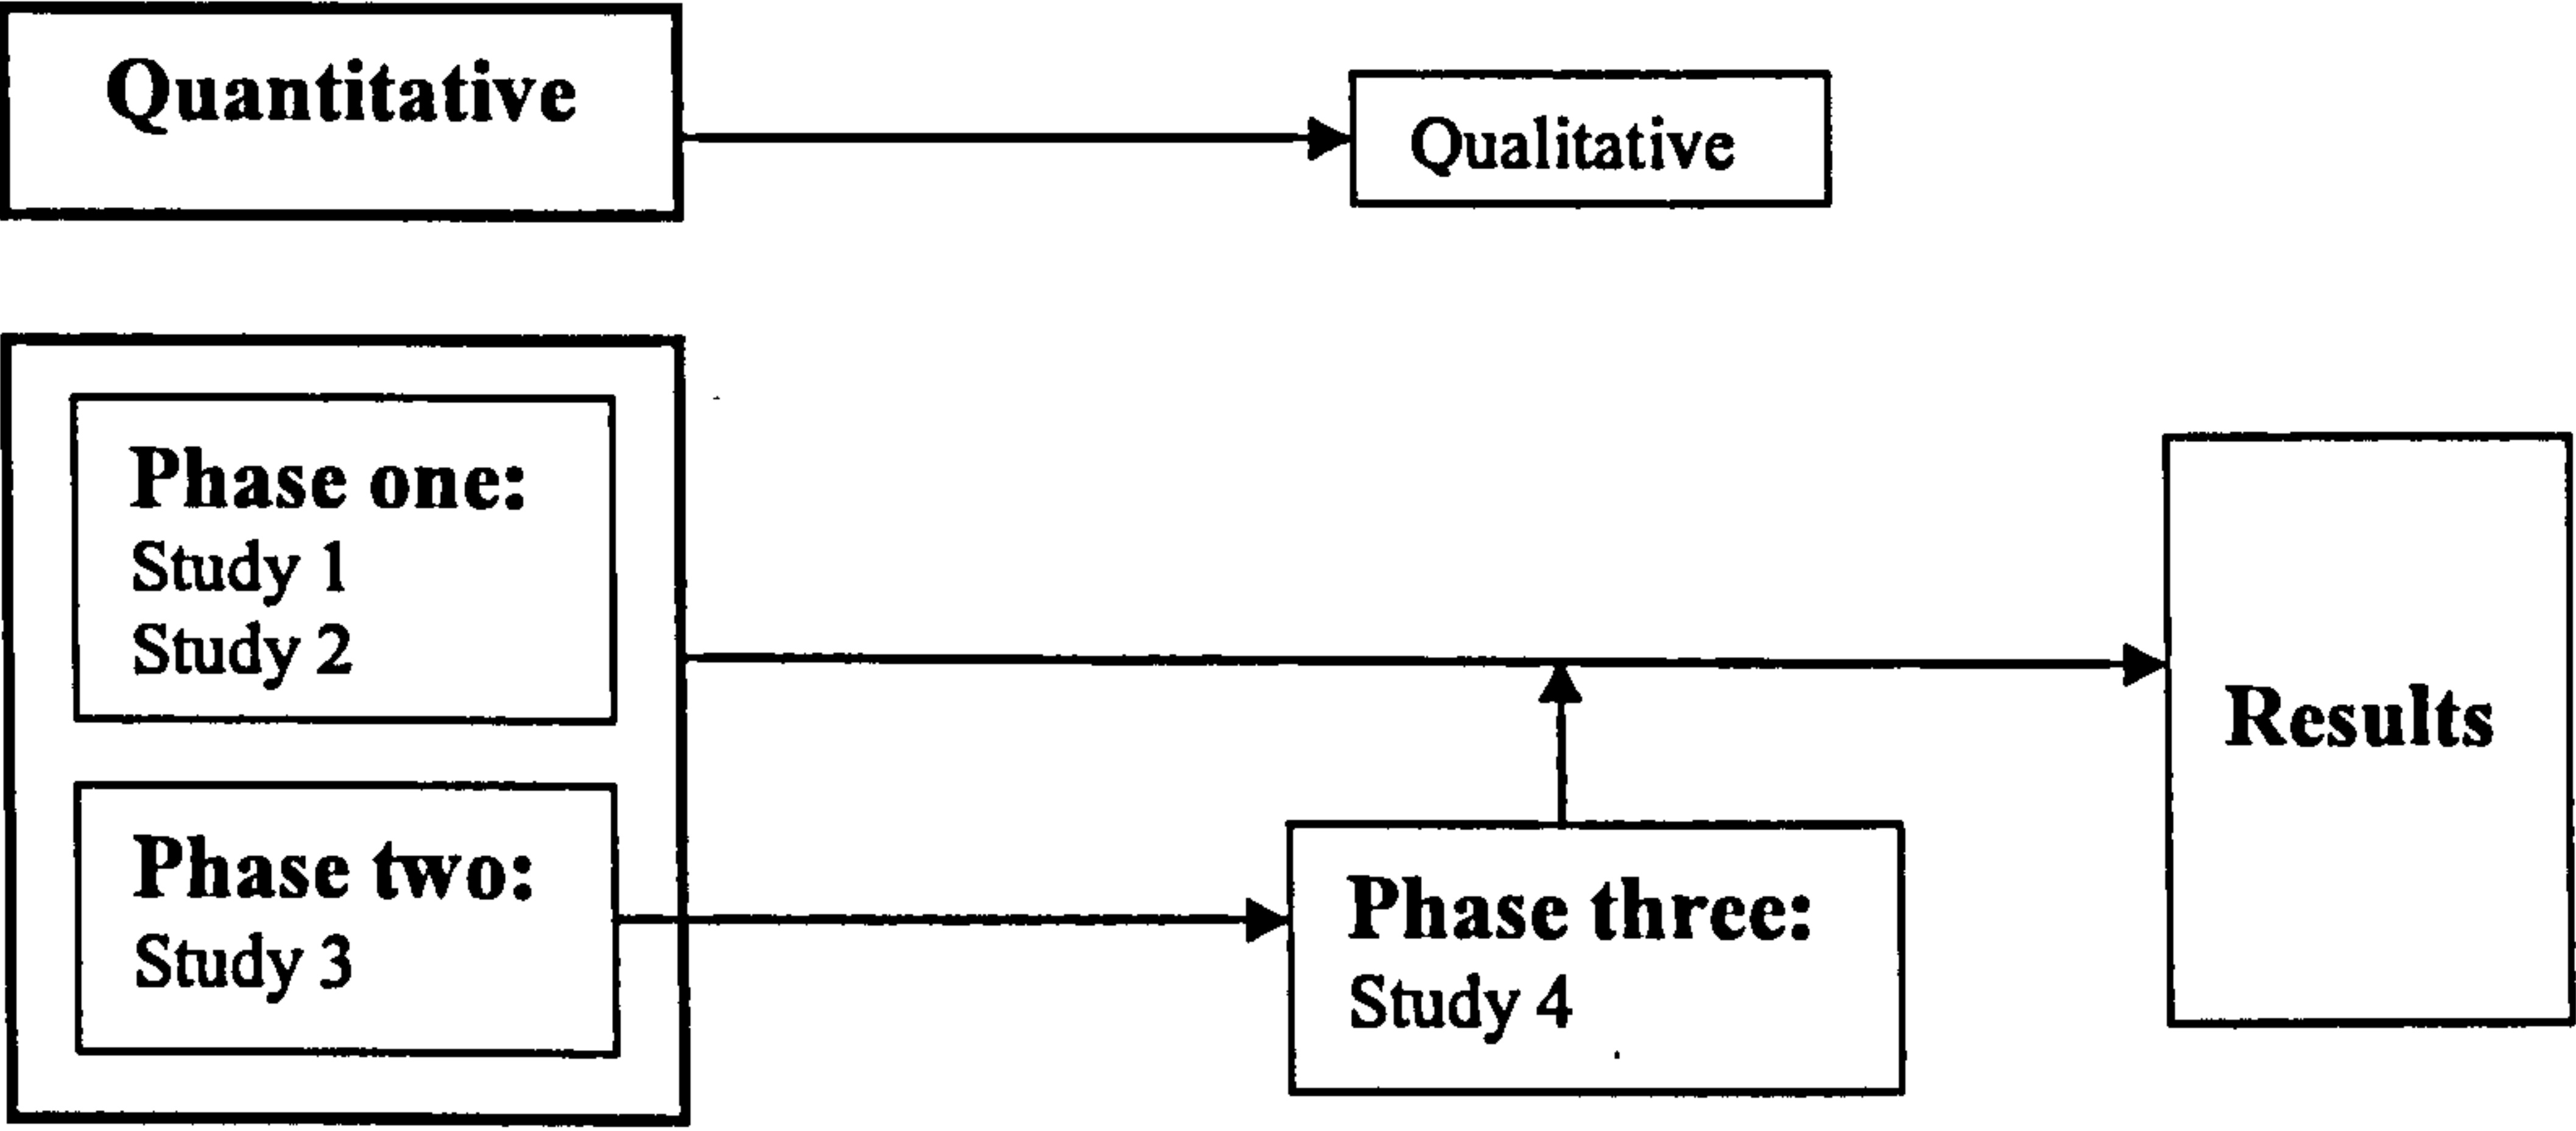 Quantitative
Qualitative
Phase one:
Study 1
Study 2
Phase two:
Study 3
Phase three:
Study 4
Results